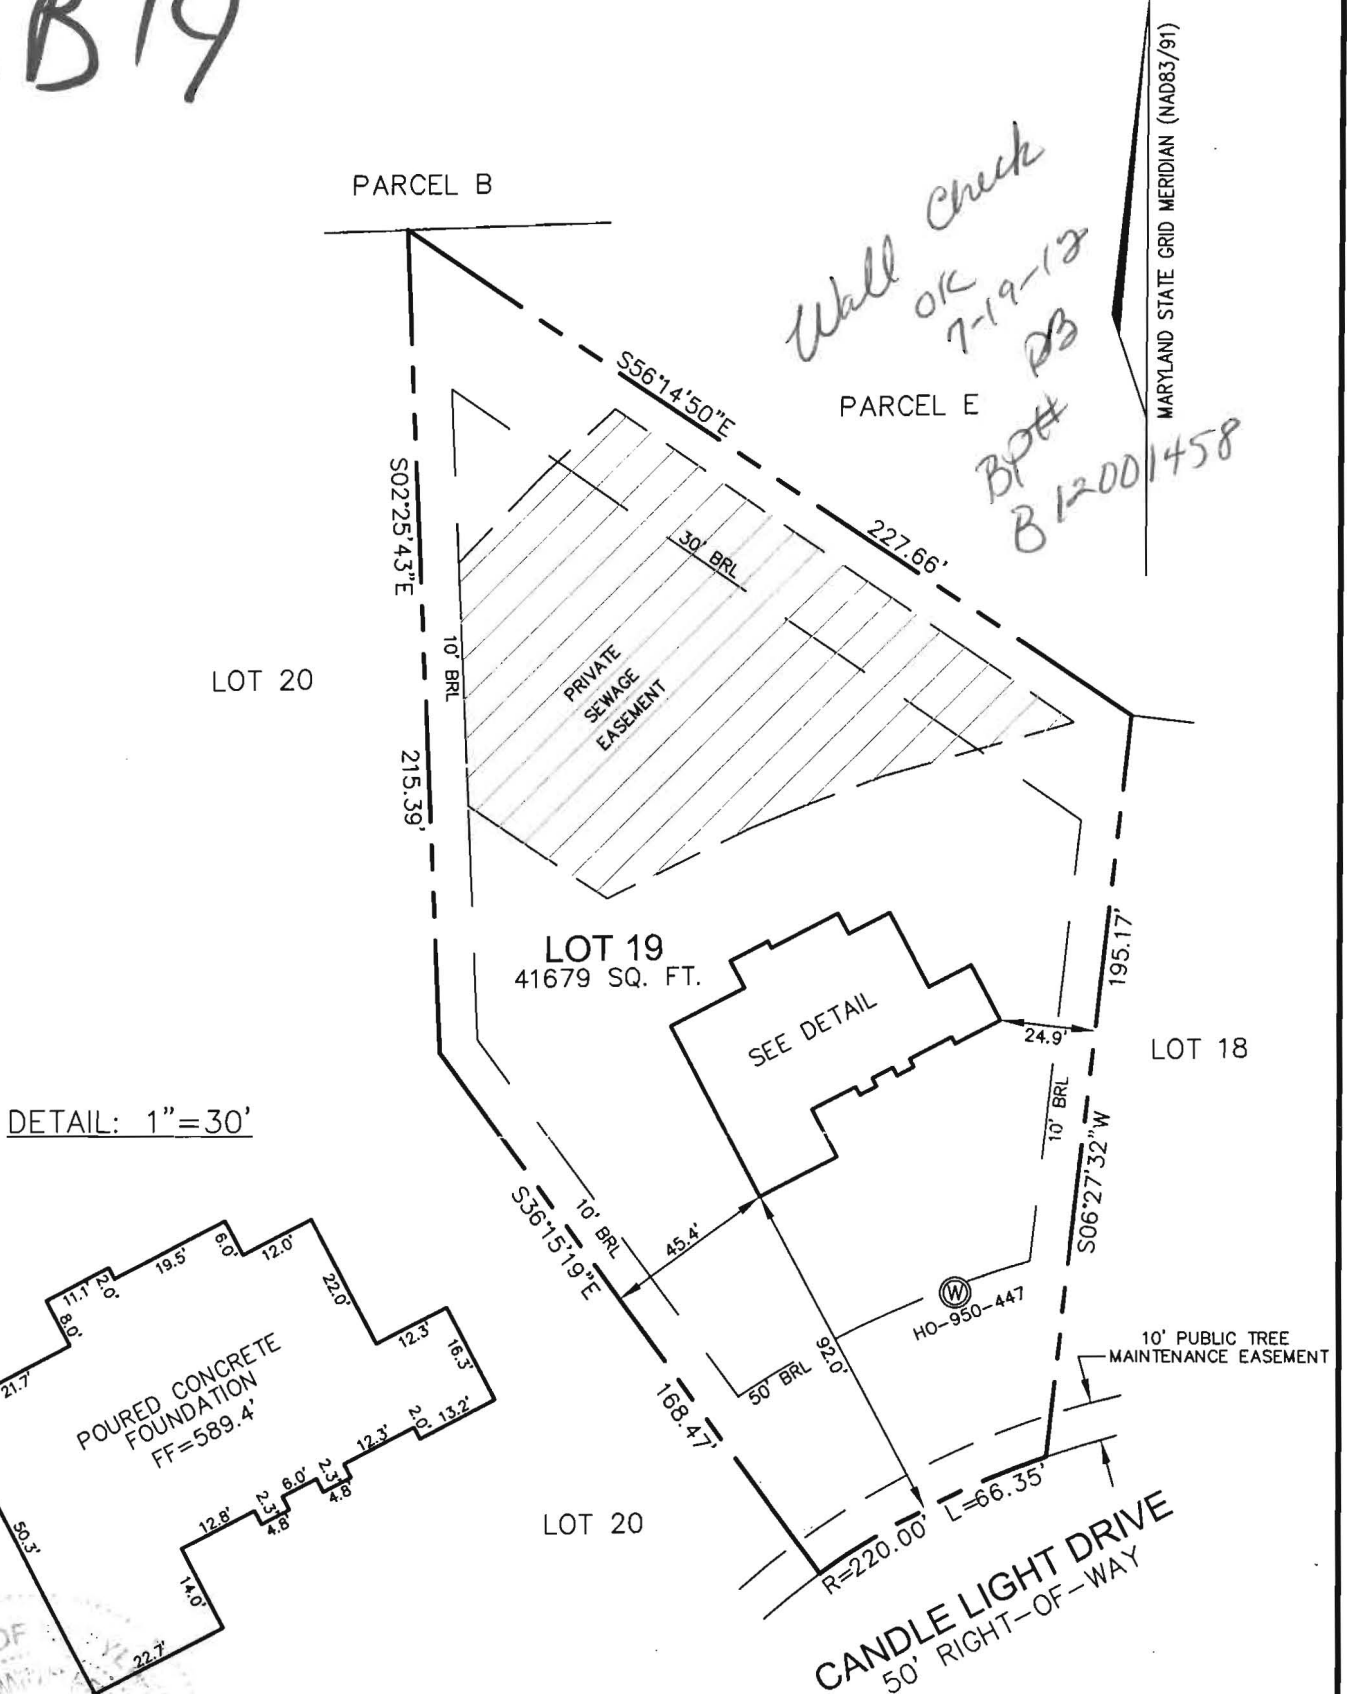 B 19
PARCEL B
Wall Check
OK
7-19-12
BP#
B12001458
MARYLAND STATE GRID MERIDIAN (NAD83/91)
S56°14'50"E
PARCEL E
227.66'
S02°25'43"E
215.39'
30' BRL
10' BRL
PRIVATE
SEWAGE
EASEMENT
LOT 20
LOT 19
41679 SQ. FT.
SEE DETAIL
24.9'
195.17'
LOT 18
10' BRL
S06°27'32"W
DETAIL: 1"=30'
S36°15'19"E
10' BRL
45.4'
168.47'
92.0'
50' BRL
W
HO-950-447
10' PUBLIC TREE
MAINTENANCE EASEMENT
19.5'
6.0'
12.0'
11.1'
2.0'
8.0'
22.0'
12.3'
16.3'
21.7'
POURED CONCRETE
FOUNDATION
FF=589.4'
13.2'
2.0'
12.3'
2.3'
4.8'
6.0'
2.3'
4.8'
12.8'
50.3'
14.0'
22.7'
OF
LOT 20
R=220.00'
L=66.35'
CANDLE LIGHT DRIVE
50' RIGHT-OF-WAY